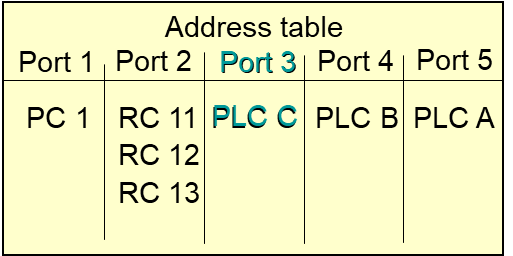 Address table
Port 1 Port 2 Port 3 Port 4 Port 5
PC 1 RC 11 PLC C PLC B PLC A
RC 12
RC 13